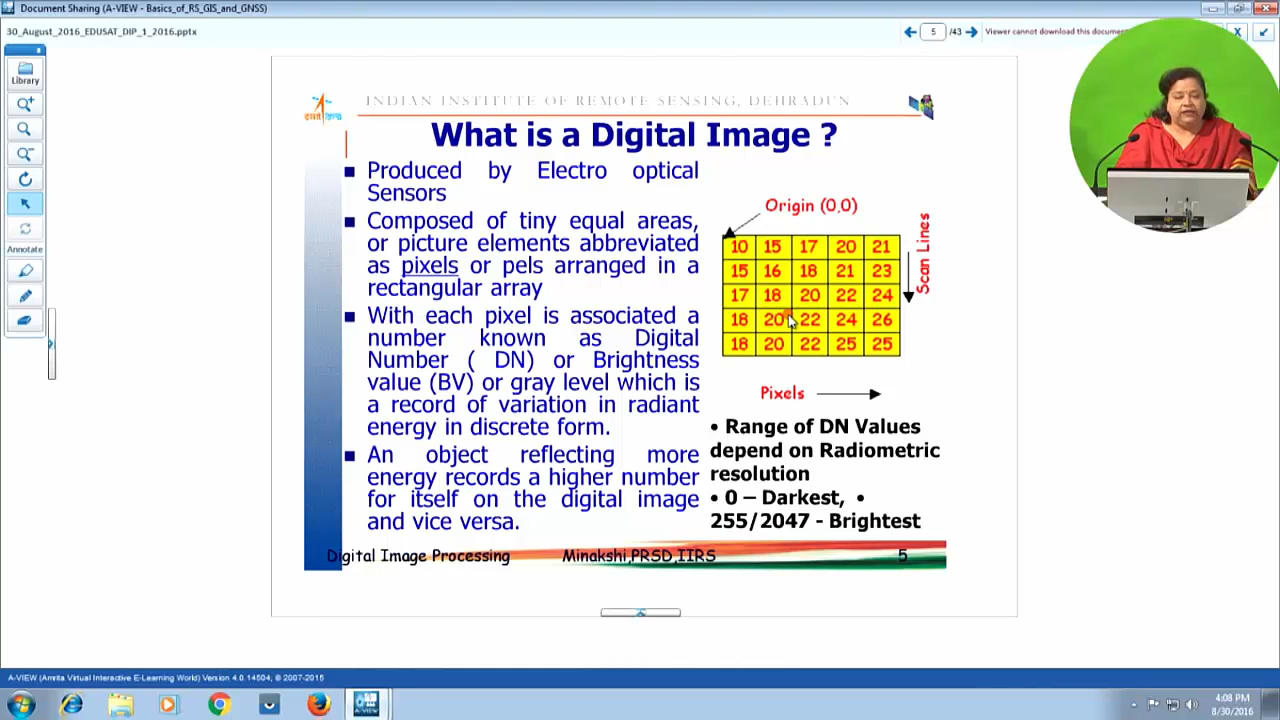 Document Sharing (A-VIEW - Basics_of_RS_GIS_and_GNSS)
30_August_2016_EDUSAT_DIP_1_2016.pptx
5 /43
Viewer cannot download this documen
Library
Annotate
INDIAN INSTITUTE OF REMOTE SENSING, DEHRADUN
What is a Digital Image ?
Produced by Electro optical
Sensors
Composed of tiny equal areas,
or picture elements abbreviated
as pixels or pels arranged in a
rectangular array
With each pixel is associated a
number known as Digital
Number ( DN) or Brightness
value (BV) or gray level which is
a record of variation in radiant
energy in discrete form.
An object reflecting more
energy records a higher number
for itself on the digital image
and vice versa.
Origin (0,0)
10 15 17 20 21
15 16 18 21 23
17 18 20 22 24
18 20 22 24 26
18 20 22 25 25
Scan Lines
Pixels
• Range of DN Values
depend on Radiometric
resolution
• 0 – Darkest, •
255/2047 - Brightest
Digital Image Processing Minakshi,PRSD,IIRS 5
A-VIEW (Amrita Virtual Interactive E-Learning World) Version 4.0.14504; © 2007-2015
A-VIEW
4:08 PM
8/30/2016